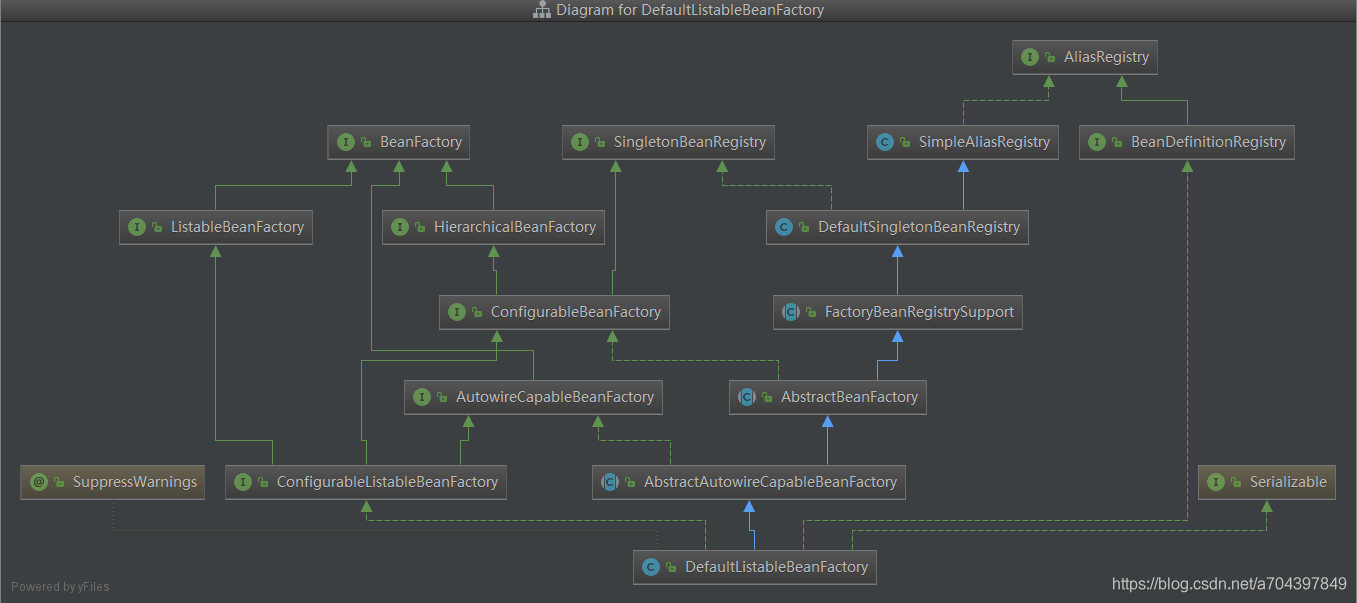 Diagram for DefaultListableBeanFactory
I AliasRegistry
I BeanFactory
I SingletonBeanRegistry
C SimpleAliasRegistry
I BeanDefinitionRegistry
I ListableBeanFactory
I HierarchicalBeanFactory
C DefaultSingletonBeanRegistry
I ConfigurableBeanFactory
C FactoryBeanRegistrySupport
I AutowireCapableBeanFactory
C AbstractBeanFactory
@ SuppressWarnings
I ConfigurableListableBeanFactory
C AbstractAutowireCapableBeanFactory
I Serializable
C DefaultListableBeanFactory
Powered by yFiles
https://blog.csdn.net/a704397849